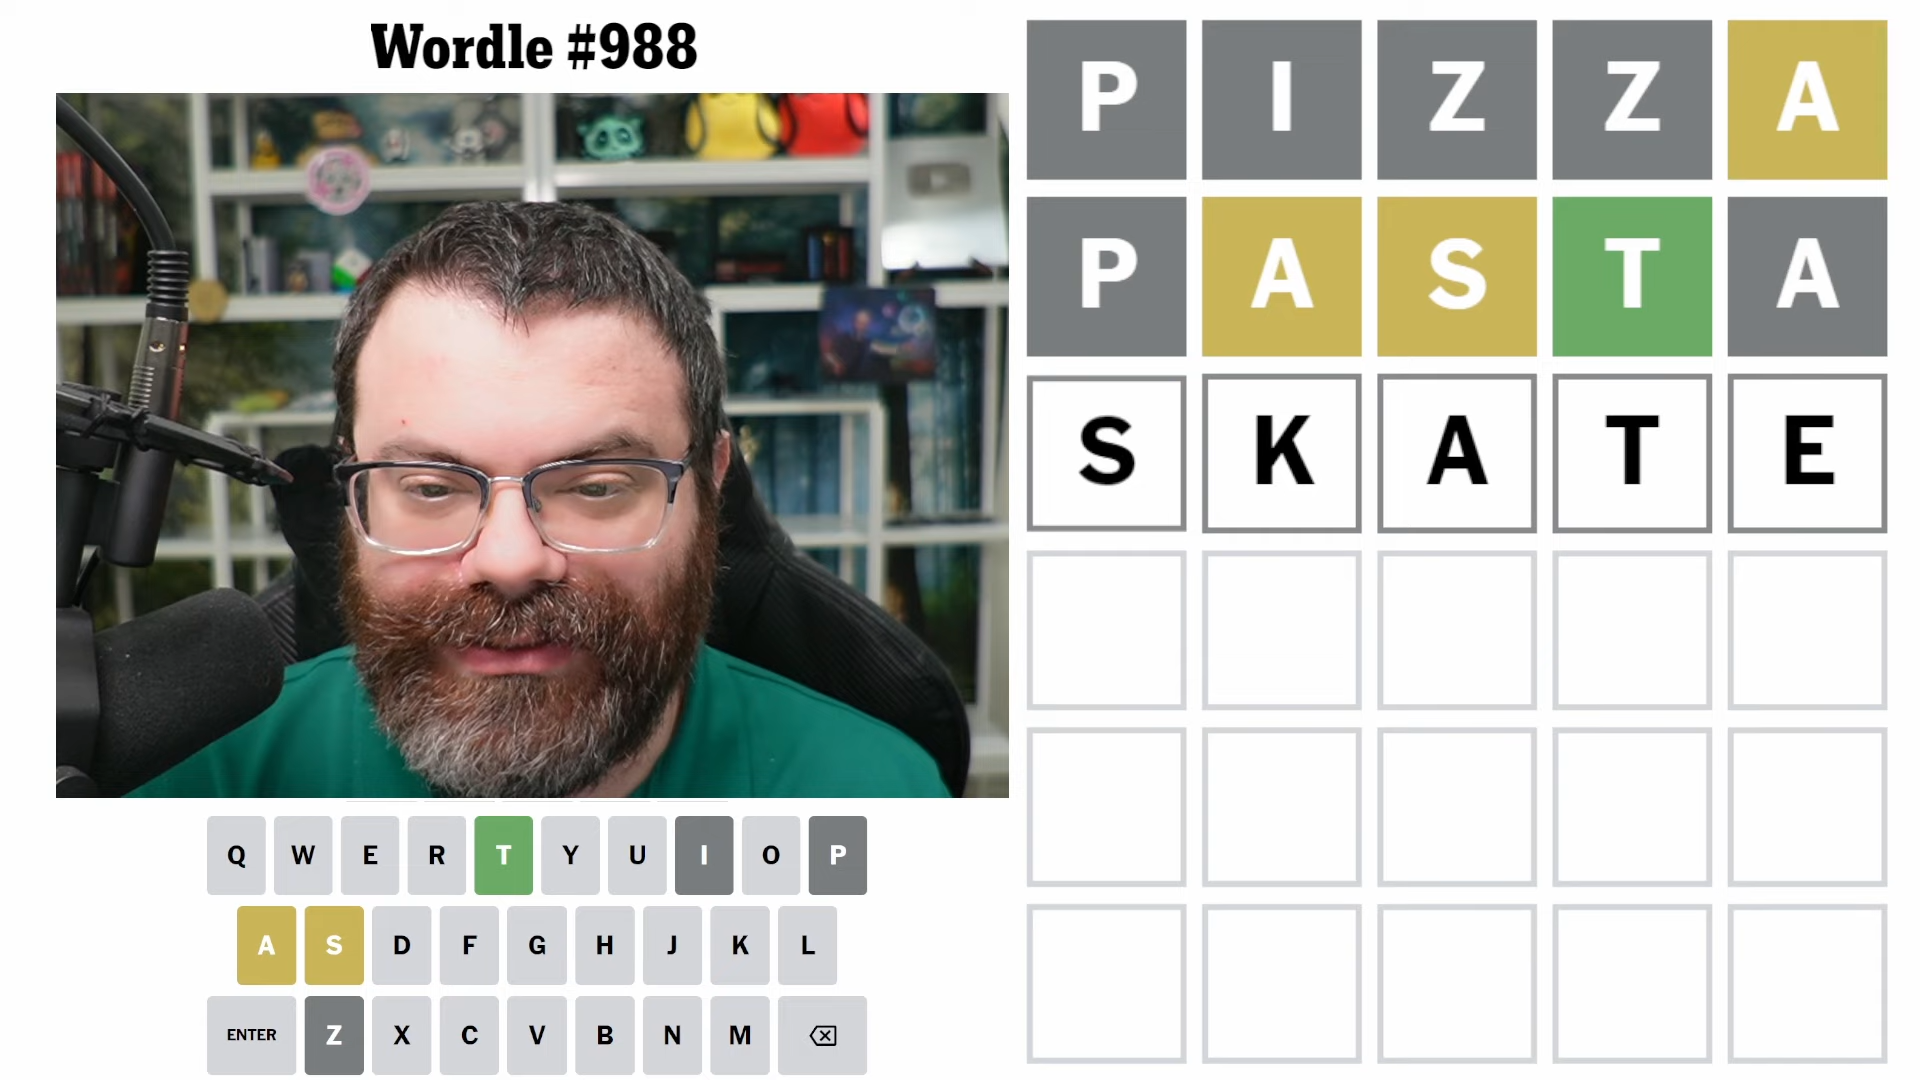 Wordle #988
P I Z Z A
P A S T A
S K A T E
Q W E R T Y U I O P
A S D F G H J K L
ENTER Z X C V B N M